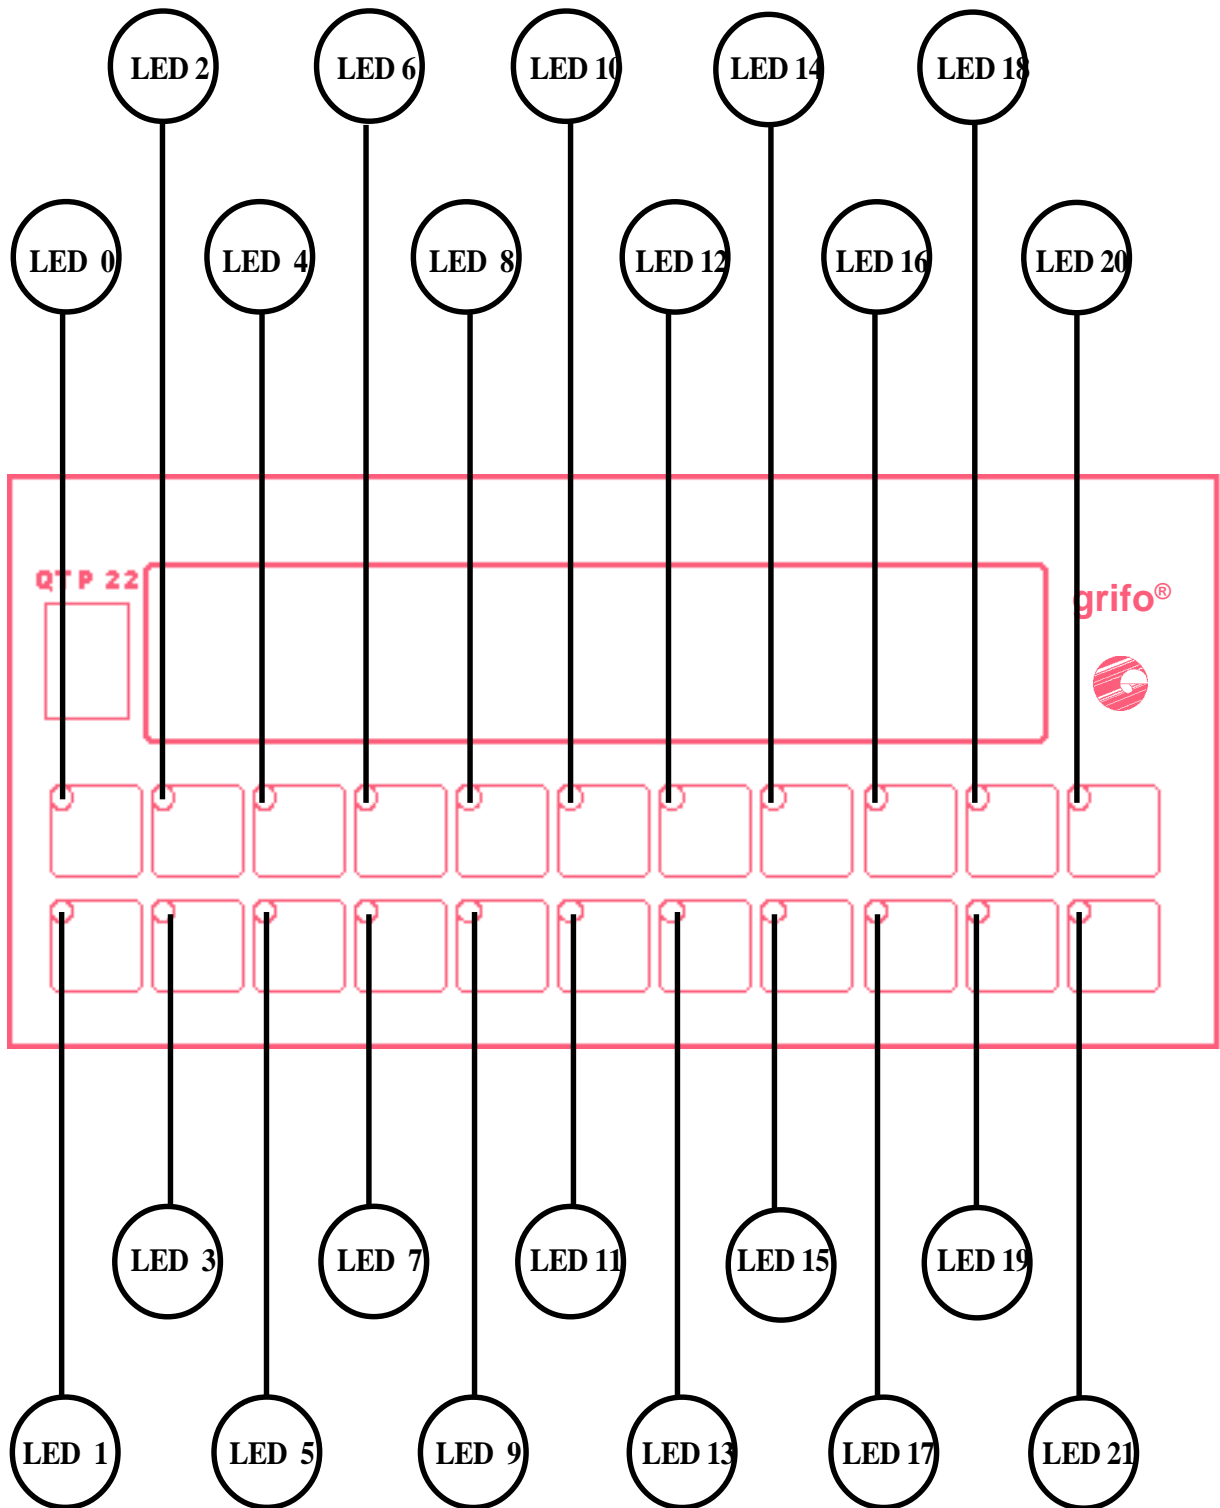 LED 2 LED 6 LED 10 LED 14 LED 18
LED 0 LED 4 LED 8 LED 12 LED 16 LED 20
QTP 22
grifo®
LED 3 LED 7 LED 11 LED 15 LED 19
LED 1 LED 5 LED 9 LED 13 LED 17 LED 21